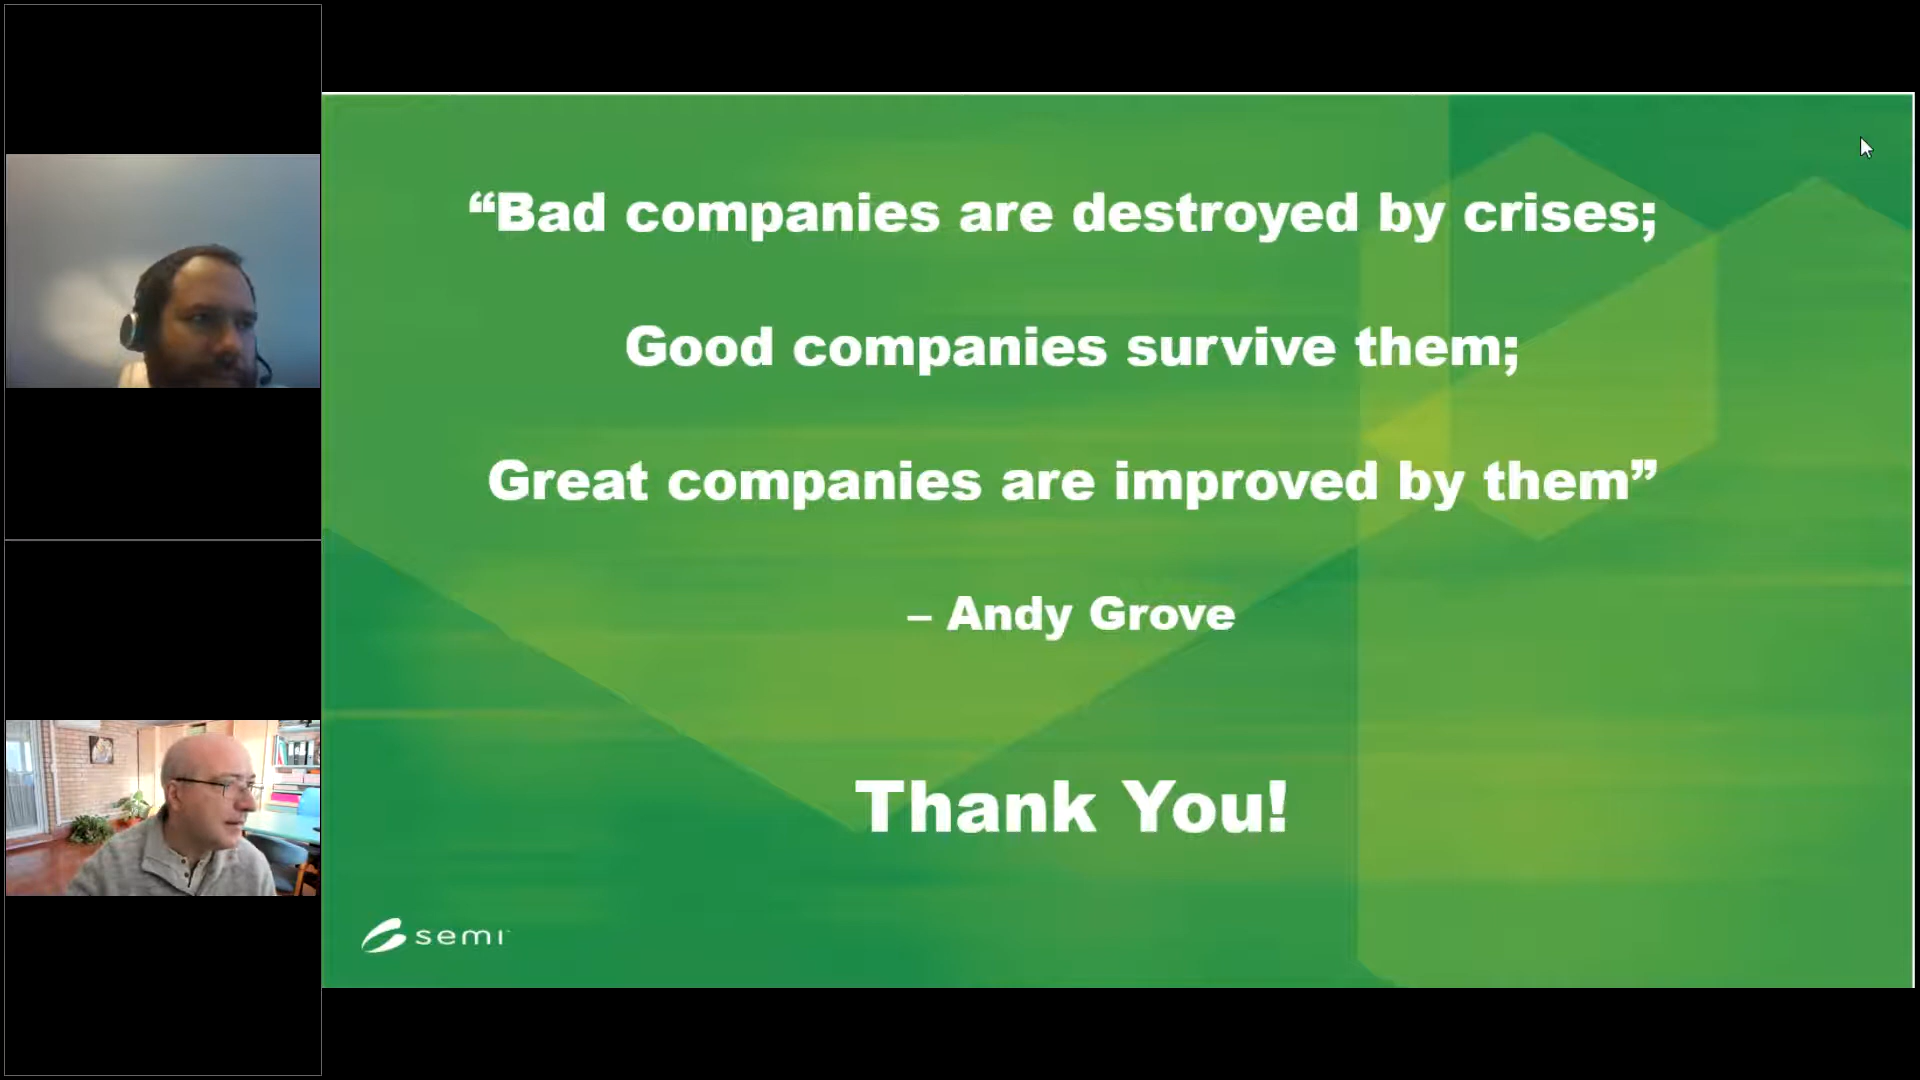 “Bad companies are destroyed by crises;
Good companies survive them;
Great companies are improved by them”
– Andy Grove
Thank You!
semi